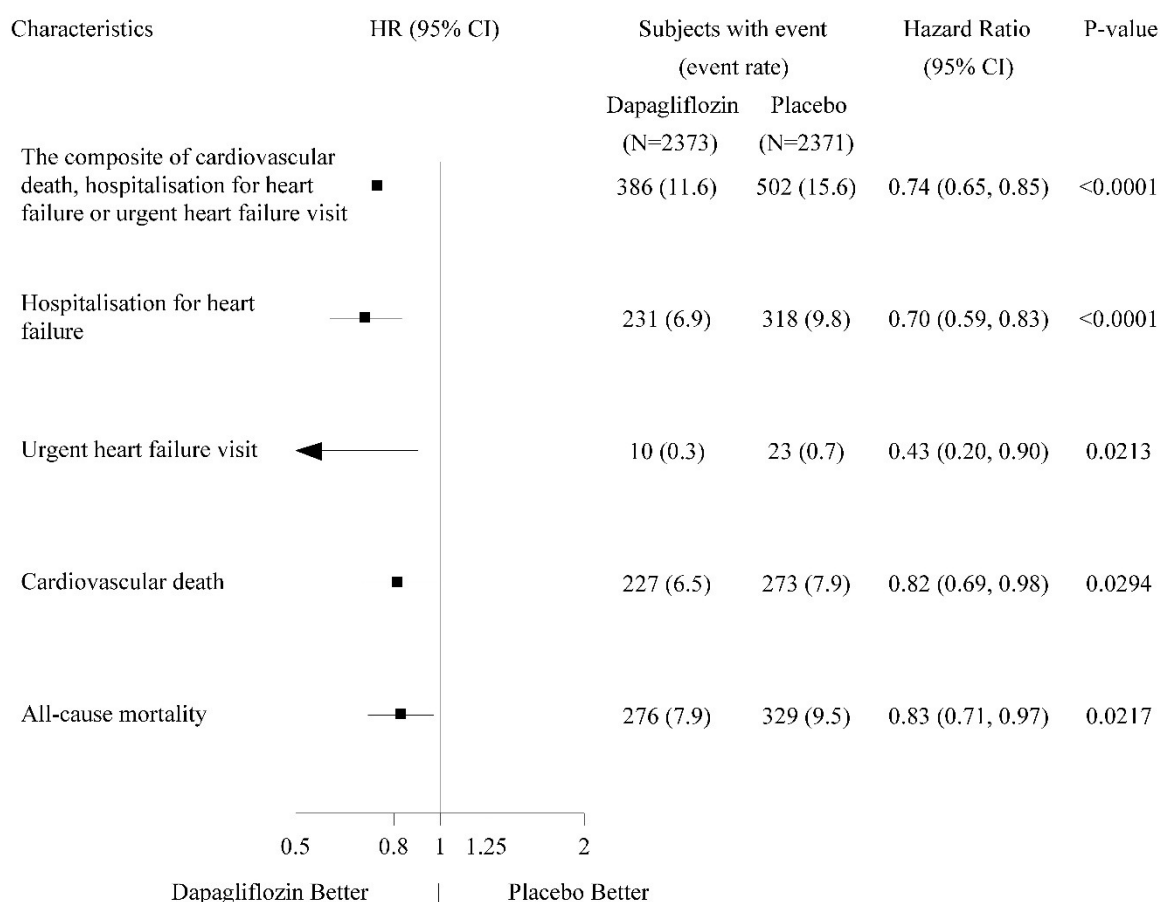 Characteristics HR (95% CI) Subjects with event Hazard Ratio P-value
(event rate) (95% CI)
Dapagliflozin Placebo
(N=2373) (N=2371)
The composite of cardiovascular
death, hospitalisation for heart
failure or urgent heart failure visit
386 (11.6) 502 (15.6) 0.74 (0.65, 0.85) <0.0001
Hospitalisation for heart
failure
231 (6.9) 318 (9.8) 0.70 (0.59, 0.83) <0.0001
Urgent heart failure visit 10 (0.3) 23 (0.7) 0.43 (0.20, 0.90) 0.0213
Cardiovascular death 227 (6.5) 273 (7.9) 0.82 (0.69, 0.98) 0.0294
All-cause mortality 276 (7.9) 329 (9.5) 0.83 (0.71, 0.97) 0.0217
0.5 0.8 1 1.25 2
Dapagliflozin Better | Placebo Better